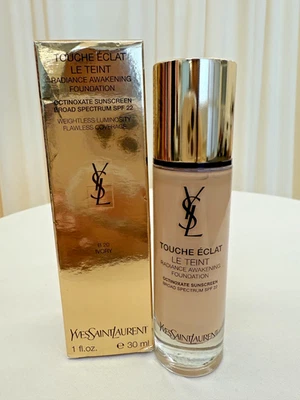 TOUCHE ÉCLAT
LE TEINT
RADIANCE AWAKENING
FOUNDATION
OCTINOXATE SUNSCREEN
BROAD SPECTRUM SPF 22
WEIGHTLESS LUMINOSITY
FLAWLESS COVERAGE
YSL
IVORY
YVESSAINTLAURENT
1 fl.oz. e 30 ml
YSL
TOUCHE ÉCLAT
LE TEINT
RADIANCE AWAKENING
FOUNDATION
OCTINOXATE SUNSCREEN
BROAD SPECTRUM SPF 22
YVESSAINTLAURENT